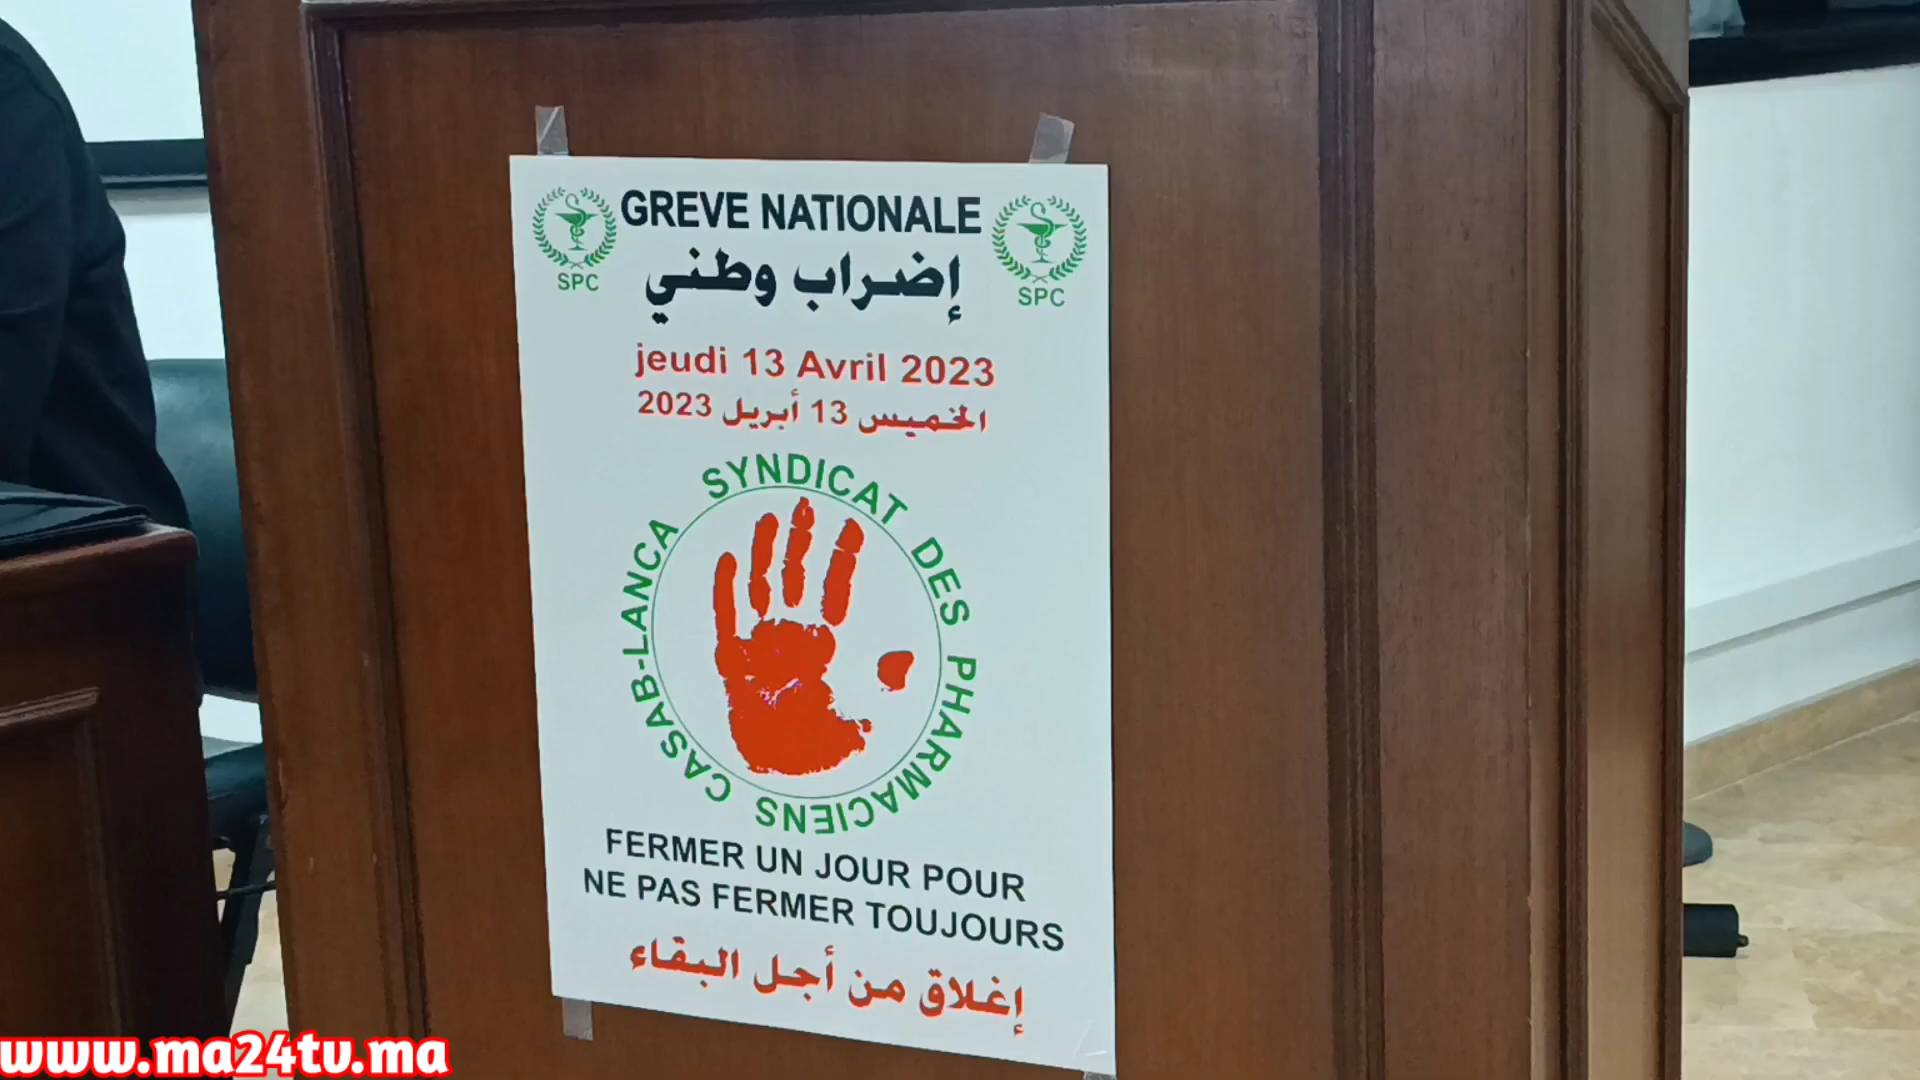 GREVE NATIONALE
SPC
SPC
إضراب وطني
jeudi 13 Avril 2023
الخميس 13 أبريل 2023
SYNDICAT DES PHARMACIENS CASAB-LANCA
FERMER UN JOUR POUR
NE PAS FERMER TOUJOURS
إغلاق من أجل البقاء
www.ma24tv.ma